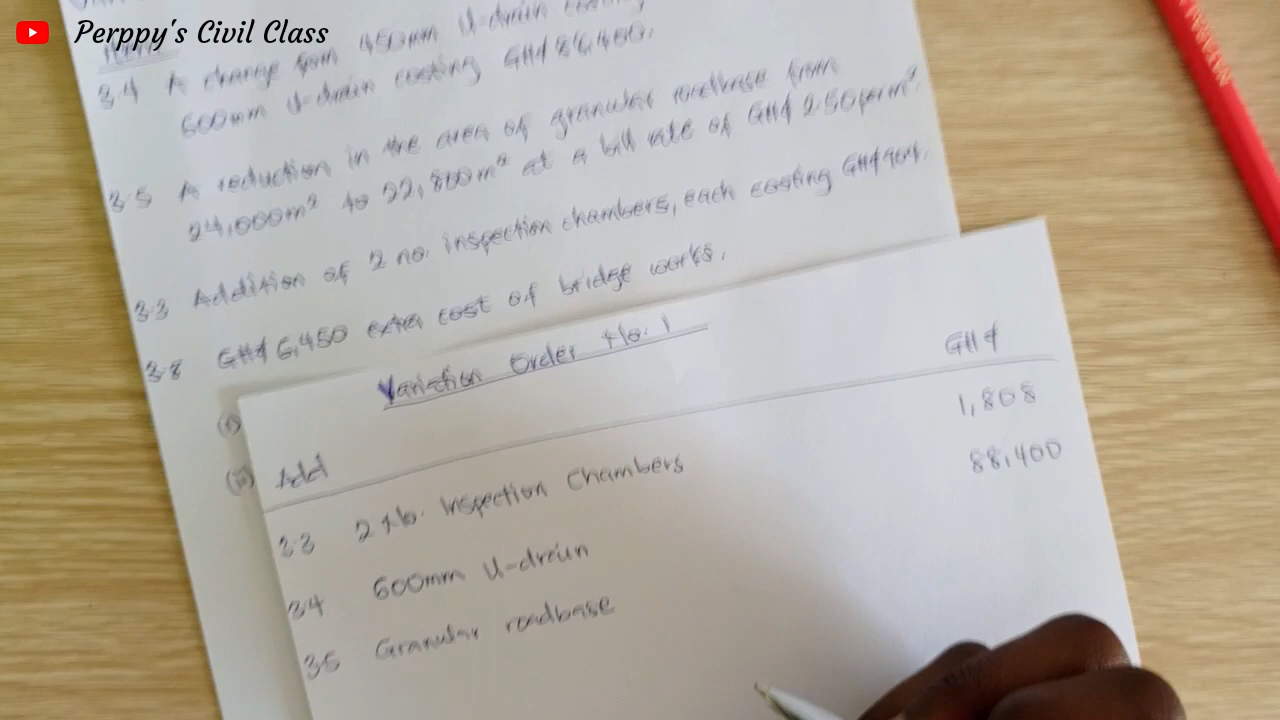 Perppy's Civil Class
3.4 A change from 450mm U-drain costing
600mm U-drain costing GH¢
3.5 A reduction in the area of granular roadbase from
24,000m² to 22,800m² at a bill rate of GH¢ 2.50 per m².
3.3 Addition of 2 no. inspection chambers, each costing GH¢ 904.
3.8 GH¢ 6,450 extra cost of bridge works.
(i)
(ii)
Variation Order No. 1
Add GH¢
3.3 2 No. Inspection Chambers 1,808
3.4 600mm U-drain 88,400
3.5 Granular roadbase